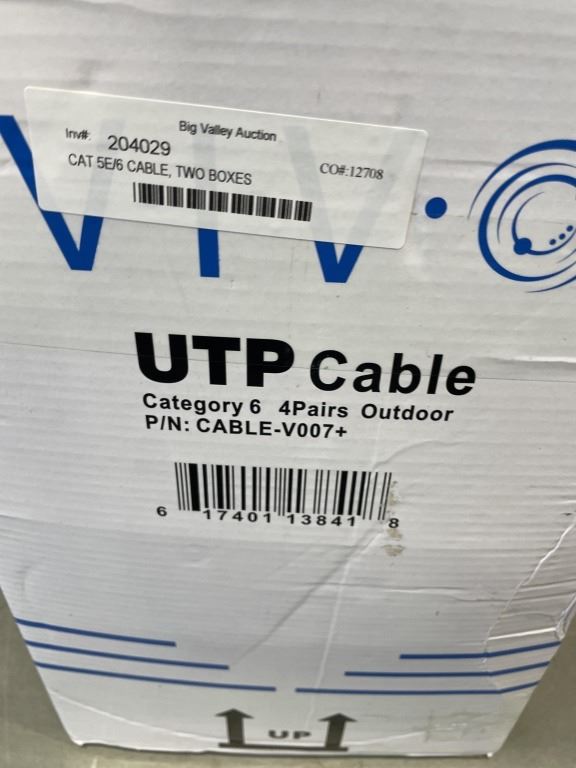 Big Valley Auction
Inv#: 204029
CAT 5E/6 CABLE, TWO BOXES
CO#:12708
VIVO
UTP Cable
Category 6 4Pairs Outdoor
P/N: CABLE-V007+
6 17401 13841 8
UP